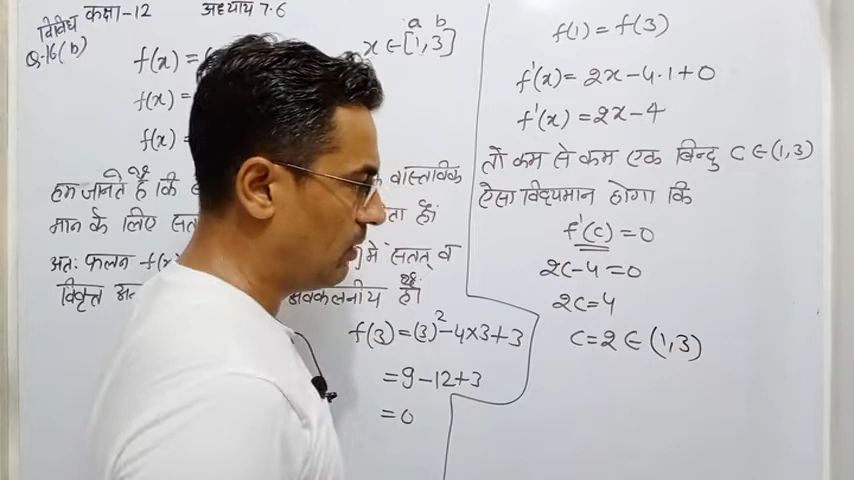 विविध कक्षा-12 अध्याय 7.6
Q.16(b)
a b
f(x) = x ∈ [1,3]
f(x) =
f(x) =
हम जानते हैं कि वास्तविक
मान के लिए
अतः फलन में सतत् व
विवृत्त अवकलनीय है।
f(3) = (3)²-4×3+3
= 9-12+3
= 0
f(1) = f(3)
f'(x) = 2x-4.1+0
f'(x) = 2x-4
तो कम से कम एक बिन्दु C ∈ (1,3)
ऐसा विद्यमान होगा कि
f'(c) = 0
2c-4=0
2c=4
c=2 ∈ (1,3)